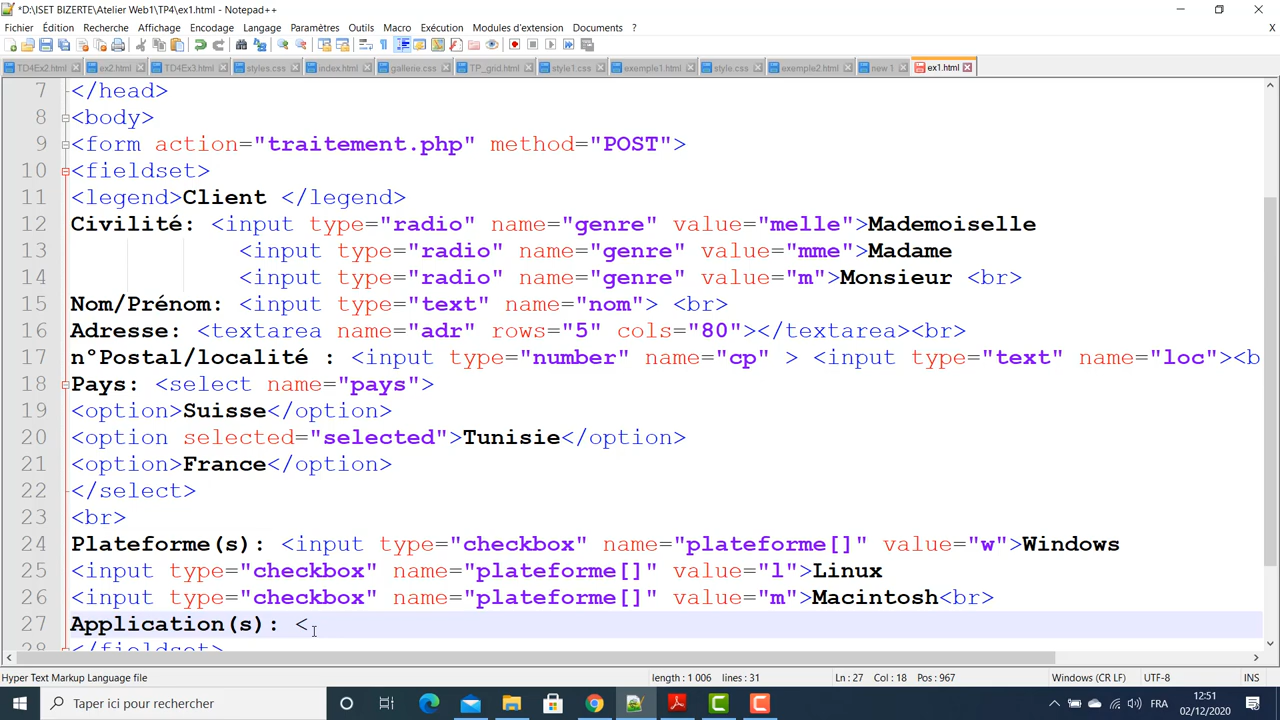 *D:\ISET BIZERTE\Atelier Web1\TP4\ex1.html - Notepad++
Fichier Édition Recherche Affichage Encodage Langage Paramètres Outils Macro Exécution Modules d'extension Documents ? X
TD4Ex2.html ex2.html TD4Ex3.html styles.css index.html gallerie.css TP_grid.html style1.css exemple1.html style.css exemple2.html new 1 ex1.html
7 </head>
8 <body>
9 <form action="traitement.php" method="POST">
10 <fieldset>
11 <legend>Client </legend>
12 Civilité: <input type="radio" name="genre" value="melle">Mademoiselle
13 <input type="radio" name="genre" value="mme">Madame
14 <input type="radio" name="genre" value="m">Monsieur <br>
15 Nom/Prénom: <input type="text" name="nom"> <br>
16 Adresse: <textarea name="adr" rows="5" cols="80"></textarea><br>
17 n°Postal/localité : <input type="number" name="cp" > <input type="text" name="loc"><b
18 Pays: <select name="pays">
19 <option>Suisse</option>
20 <option selected="selected">Tunisie</option>
21 <option>France</option>
22 </select>
23 <br>
24 Plateforme(s): <input type="checkbox" name="plateforme[]" value="w">Windows
25 <input type="checkbox" name="plateforme[]" value="l">Linux
26 <input type="checkbox" name="plateforme[]" value="m">Macintosh<br>
27 Application(s): <
28 </fieldset>
Hyper Text Markup Language file length : 1 006 lines : 31 Ln : 27 Col : 18 Pos : 967 Windows (CR LF) UTF-8 INS
Taper ici pour rechercher FRA 12:51
02/12/2020